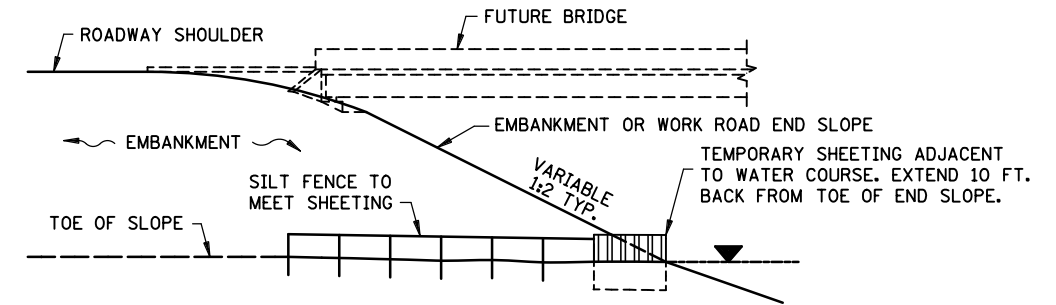 FUTURE BRIDGE
ROADWAY SHOULDER
EMBANKMENT OR WORK ROAD END SLOPE
EMBANKMENT
TEMPORARY SHEETING ADJACENT
TO WATER COURSE. EXTEND 10 FT.
BACK FROM TOE OF END SLOPE.
VARIABLE
1:2 TYP.
SILT FENCE TO
MEET SHEETING
TOE OF SLOPE